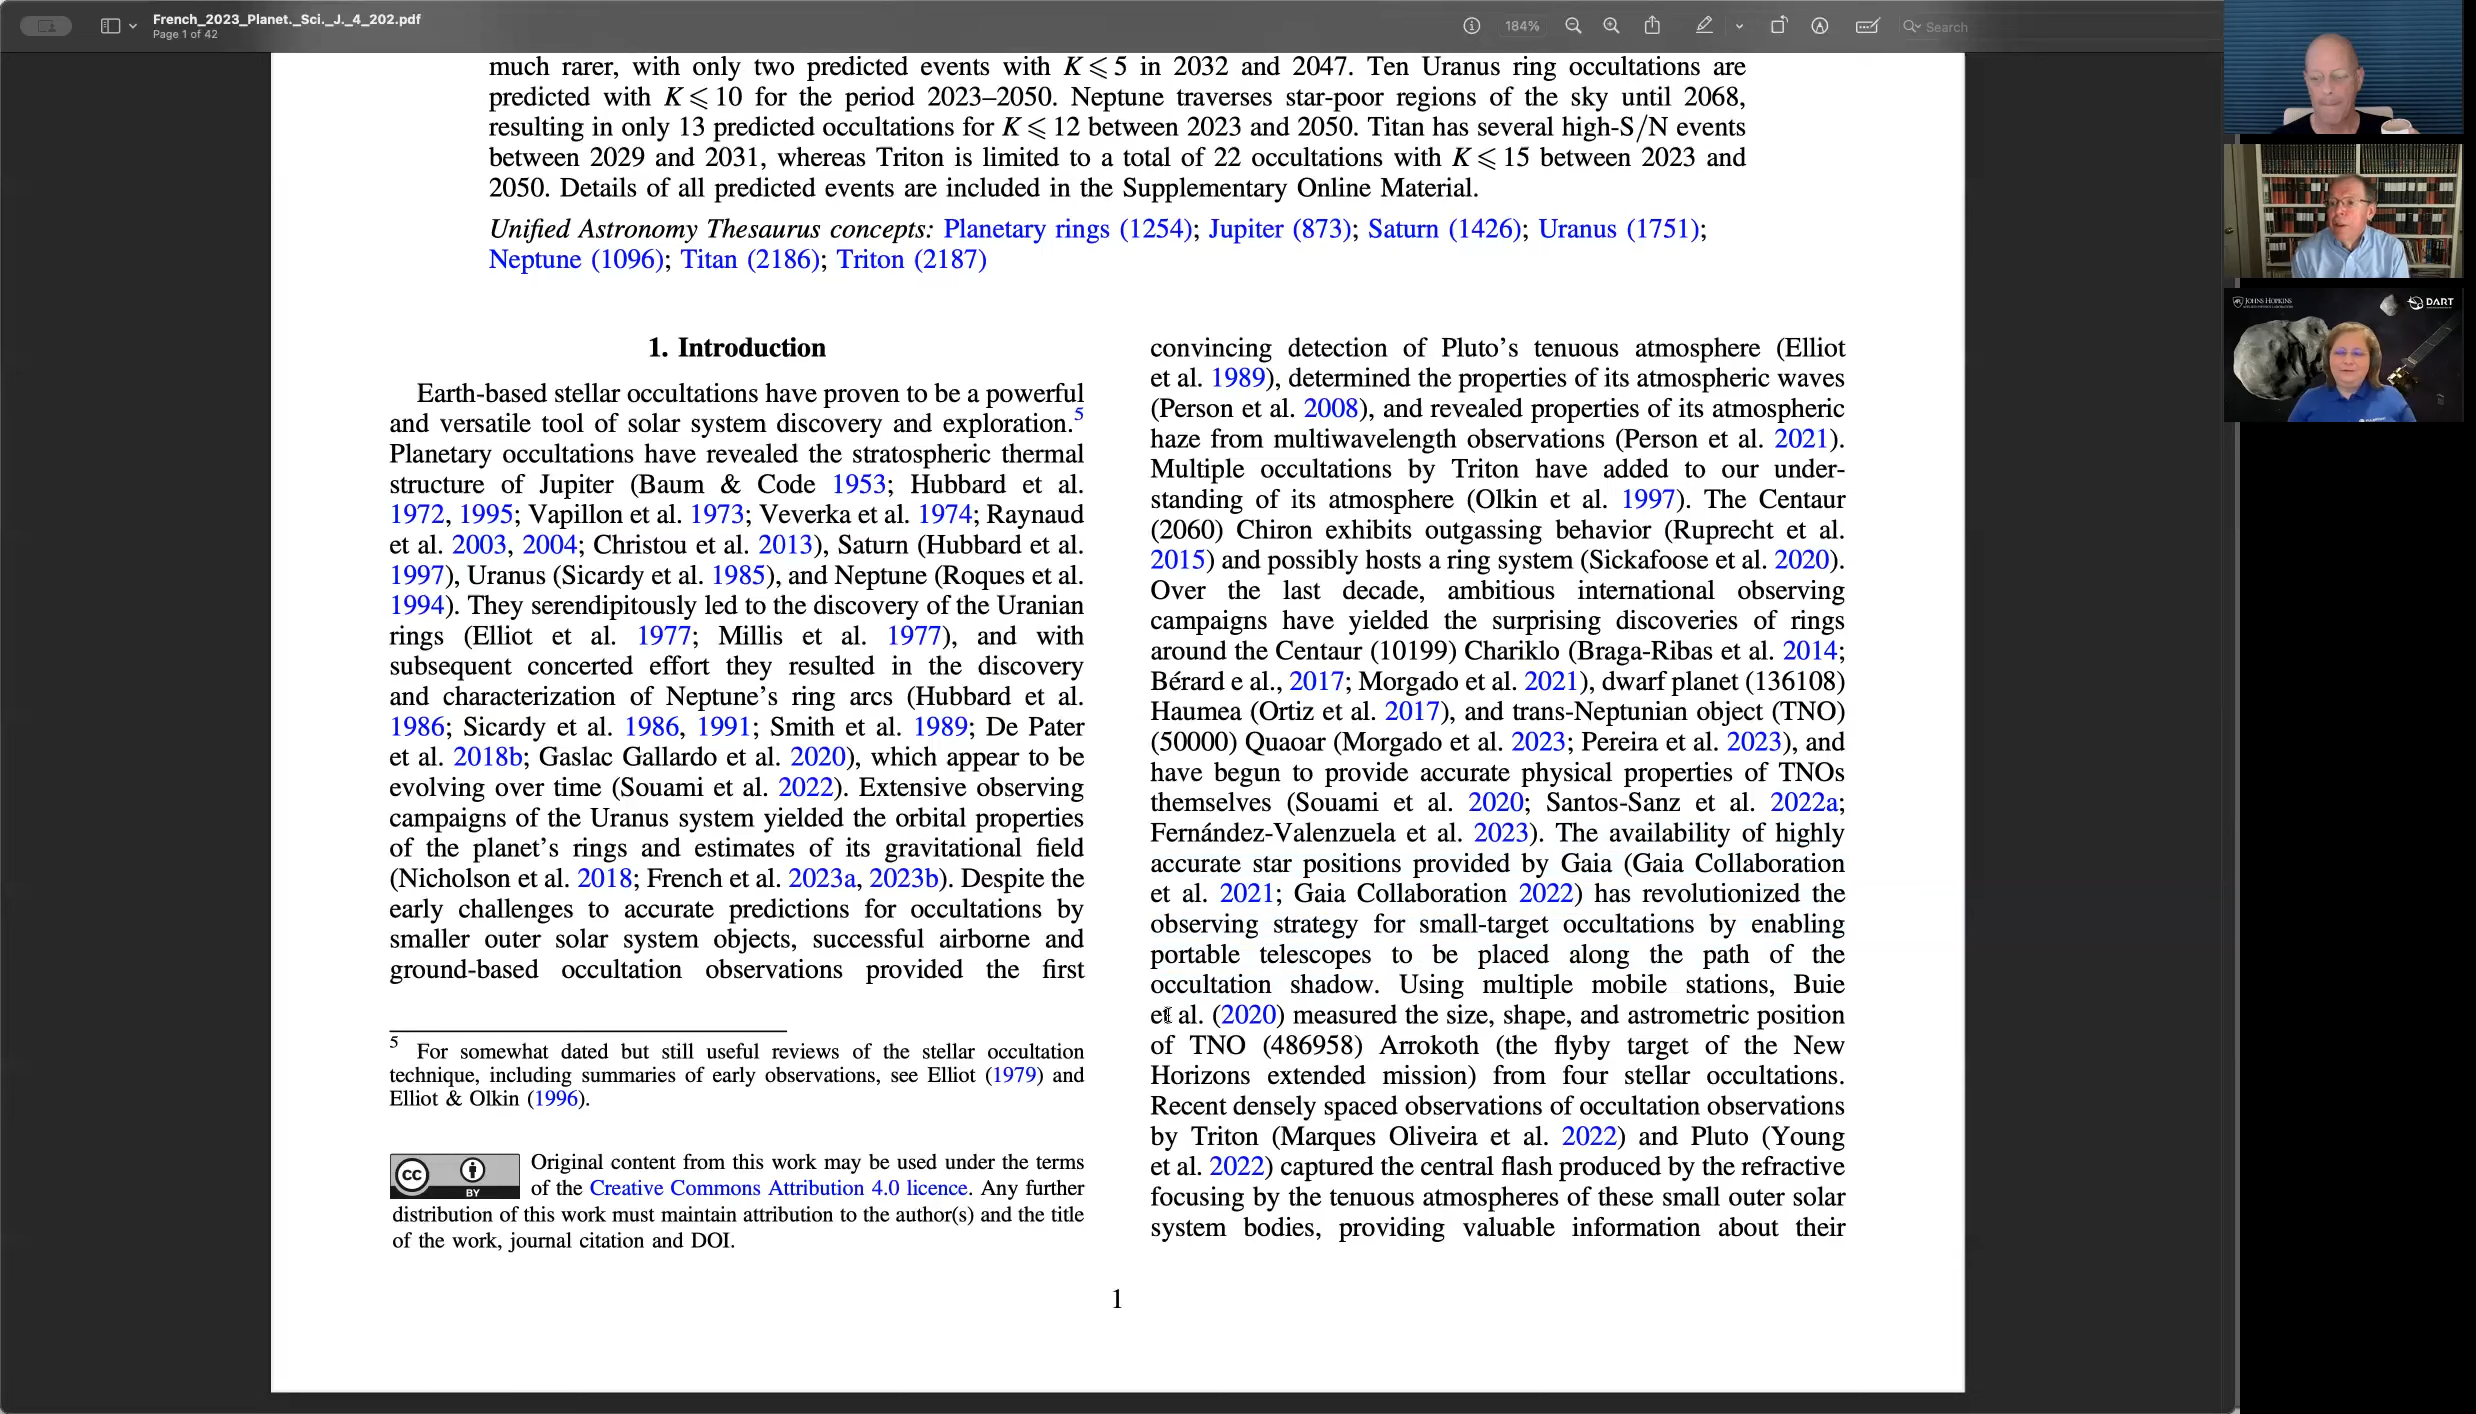 French_2023_Planet._Sci._J._4_202.pdf
Page 1 of 42
184%
Search
much rarer, with only two predicted events with K ⩽ 5 in 2032 and 2047. Ten Uranus ring occultations are
predicted with K ⩽ 10 for the period 2023–2050. Neptune traverses star-poor regions of the sky until 2068,
resulting in only 13 predicted occultations for K ⩽ 12 between 2023 and 2050. Titan has several high-S/N events
between 2029 and 2031, whereas Triton is limited to a total of 22 occultations with K ⩽ 15 between 2023 and
2050. Details of all predicted events are included in the Supplementary Online Material.
Unified Astronomy Thesaurus concepts: Planetary rings (1254); Jupiter (873); Saturn (1426); Uranus (1751);
Neptune (1096); Titan (2186); Triton (2187)
1. Introduction
Earth-based stellar occultations have proven to be a powerful
and versatile tool of solar system discovery and exploration.5
Planetary occultations have revealed the stratospheric thermal
structure of Jupiter (Baum & Code 1953; Hubbard et al.
1972, 1995; Vapillon et al. 1973; Veverka et al. 1974; Raynaud
et al. 2003, 2004; Christou et al. 2013), Saturn (Hubbard et al.
1997), Uranus (Sicardy et al. 1985), and Neptune (Roques et al.
1994). They serendipitously led to the discovery of the Uranian
rings (Elliot et al. 1977; Millis et al. 1977), and with
subsequent concerted effort they resulted in the discovery
and characterization of Neptune's ring arcs (Hubbard et al.
1986; Sicardy et al. 1986, 1991; Smith et al. 1989; De Pater
et al. 2018b; Gaslac Gallardo et al. 2020), which appear to be
evolving over time (Souami et al. 2022). Extensive observing
campaigns of the Uranus system yielded the orbital properties
of the planet's rings and estimates of its gravitational field
(Nicholson et al. 2018; French et al. 2023a, 2023b). Despite the
early challenges to accurate predictions for occultations by
smaller outer solar system objects, successful airborne and
ground-based occultation observations provided the first
5 For somewhat dated but still useful reviews of the stellar occultation
technique, including summaries of early observations, see Elliot (1979) and
Elliot & Olkin (1996).
cc BY
Original content from this work may be used under the terms
of the Creative Commons Attribution 4.0 licence. Any further
distribution of this work must maintain attribution to the author(s) and the title
of the work, journal citation and DOI.
convincing detection of Pluto's tenuous atmosphere (Elliot
et al. 1989), determined the properties of its atmospheric waves
(Person et al. 2008), and revealed properties of its atmospheric
haze from multiwavelength observations (Person et al. 2021).
Multiple occultations by Triton have added to our under-
standing of its atmosphere (Olkin et al. 1997). The Centaur
(2060) Chiron exhibits outgassing behavior (Ruprecht et al.
2015) and possibly hosts a ring system (Sickafoose et al. 2020).
Over the last decade, ambitious international observing
campaigns have yielded the surprising discoveries of rings
around the Centaur (10199) Chariklo (Braga-Ribas et al. 2014;
Bérard e al., 2017; Morgado et al. 2021), dwarf planet (136108)
Haumea (Ortiz et al. 2017), and trans-Neptunian object (TNO)
(50000) Quaoar (Morgado et al. 2023; Pereira et al. 2023), and
have begun to provide accurate physical properties of TNOs
themselves (Souami et al. 2020; Santos-Sanz et al. 2022a;
Fernández-Valenzuela et al. 2023). The availability of highly
accurate star positions provided by Gaia (Gaia Collaboration
et al. 2021; Gaia Collaboration 2022) has revolutionized the
observing strategy for small-target occultations by enabling
portable telescopes to be placed along the path of the
occultation shadow. Using multiple mobile stations, Buie
et al. (2020) measured the size, shape, and astrometric position
of TNO (486958) Arrokoth (the flyby target of the New
Horizons extended mission) from four stellar occultations.
Recent densely spaced observations of occultation observations
by Triton (Marques Oliveira et al. 2022) and Pluto (Young
et al. 2022) captured the central flash produced by the refractive
focusing by the tenuous atmospheres of these small outer solar
system bodies, providing valuable information about their
1
JOHNS HOPKINS
DART